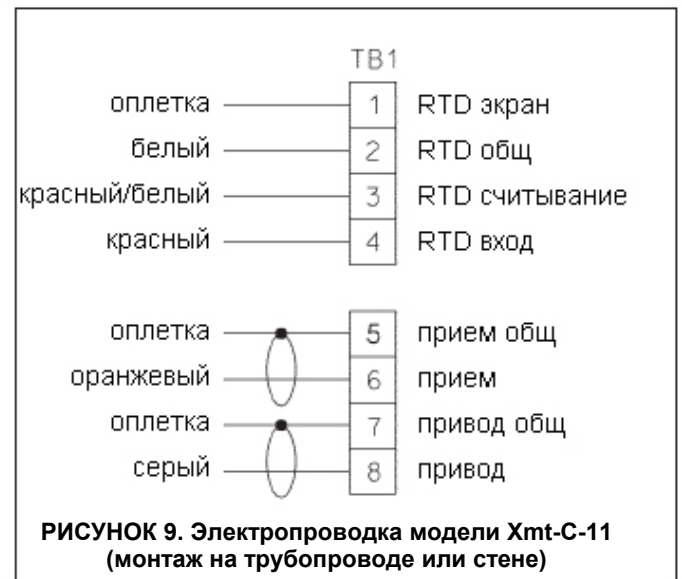 TB1
оплетка 1 RTD экран
белый 2 RTD общ
красный/белый 3 RTD считывание
красный 4 RTD вход
оплетка 5 прием общ
оранжевый 6 прием
оплетка 7 привод общ
серый 8 привод
РИСУНОК 9. Электропроводка модели Xmt-C-11
(монтаж на трубопроводе или стене)